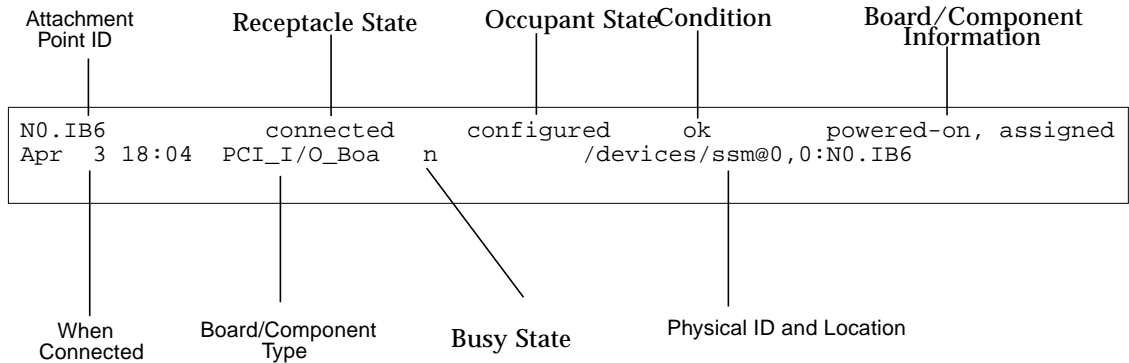 Attachment
Point ID
Receptacle State
Occupant State
Condition
Board/Component
Information
N0.IB6 connected configured ok powered-on, assigned
Apr 3 18:04 PCI_I/O_Boa n /devices/ssm@0,0:N0.IB6
When
Connected
Board/Component
Type
Busy State
Physical ID and Location